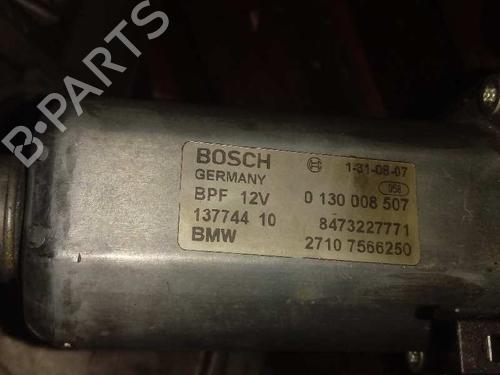 B-PARTS
BOSCH 1-31-08-07
GERMANY 058
BPF 12V 0 130 008 507
137744 10 8473227771
BMW 2710 7566250